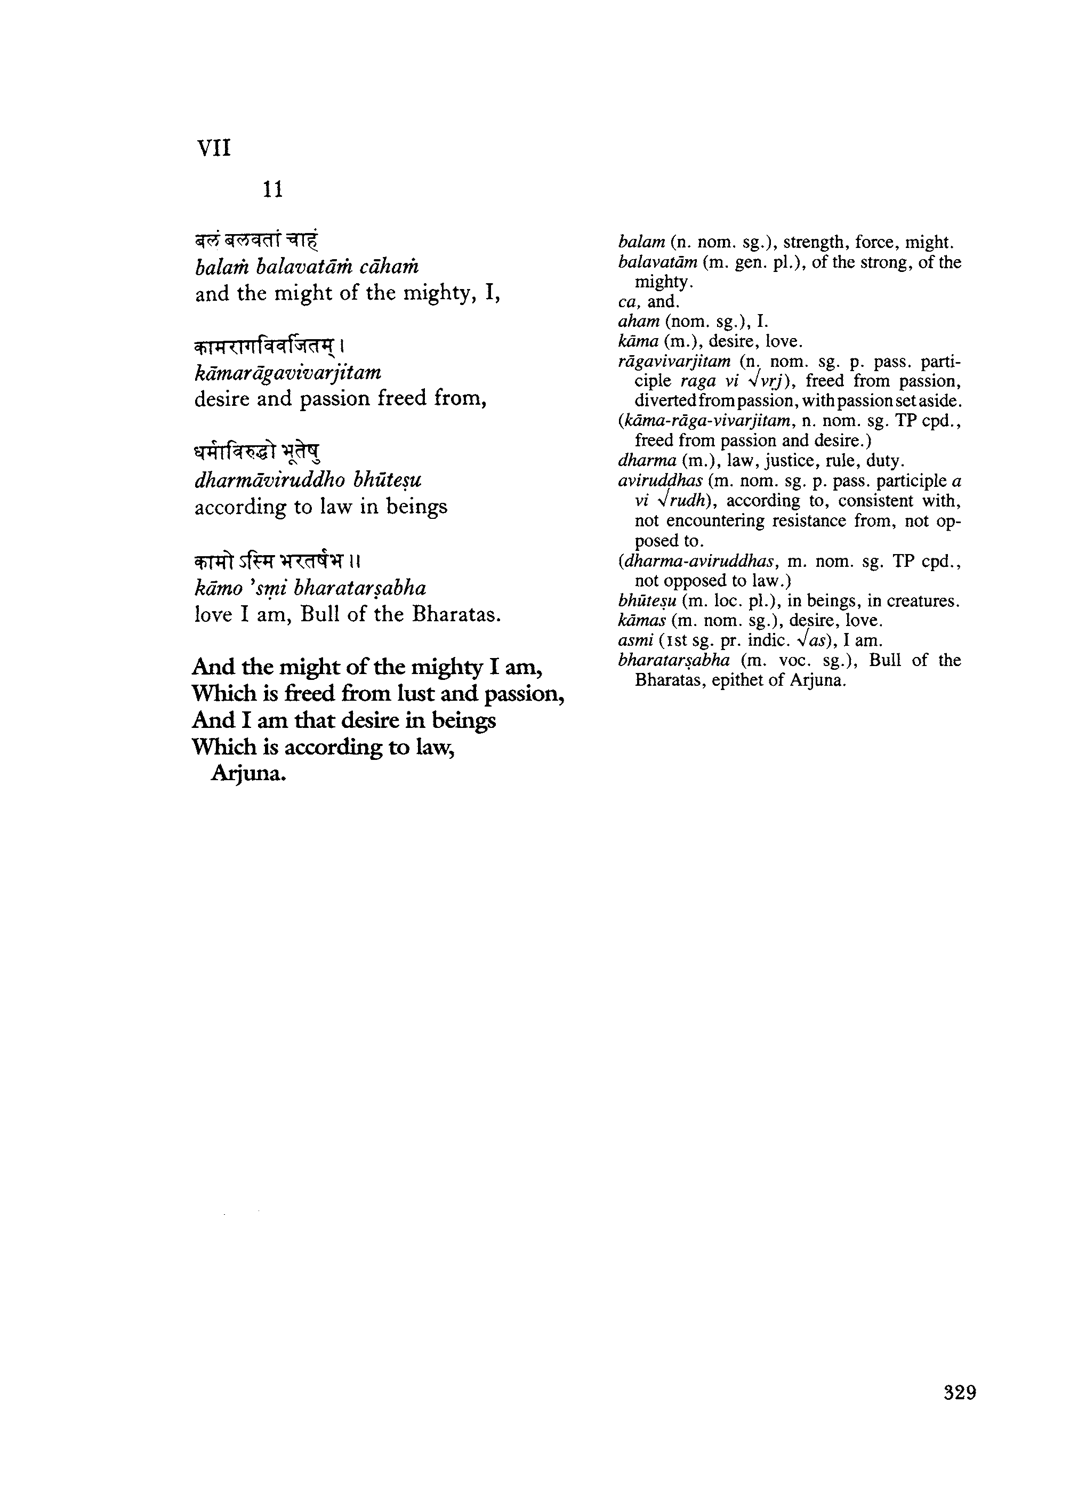 VII
11
बलं बलवतां चाहं
balaṁ balavatāṁ cāhaṁ
and the might of the mighty, I,
कामरागविवर्जितम् ।
kāmarāgavivarjitam
desire and passion freed from,
धर्माविरुद्धो भूतेषु
dharmāviruddho bhūteṣu
according to law in beings
कामो ऽस्मि भरतर्षभ ।।
kāmo 'sṃi bharatarṣabha
love I am, Bull of the Bharatas.
And the might of the mighty I am,
Which is freed from lust and passion,
And I am that desire in beings
Which is according to law,
Arjuna.
balam (n. nom. sg.), strength, force, might.
balavatām (m. gen. pl.), of the strong, of the
mighty.
ca, and.
aham (nom. sg.), I.
kāma (m.), desire, love.
rāgavivarjitam (n. nom. sg. p. pass. parti-
ciple raga vi √vṛj), freed from passion,
diverted from passion, with passion set aside.
(kāma-rāga-vivarjitam, n. nom. sg. TP cpd.,
freed from passion and desire.)
dharma (m.), law, justice, rule, duty.
aviruddhas (m. nom. sg. p. pass. participle a
vi √rudh), according to, consistent with,
not encountering resistance from, not op-
posed to.
(dharma-aviruddhas, m. nom. sg. TP cpd.,
not opposed to law.)
bhūteṣu (m. loc. pl.), in beings, in creatures.
kāmas (m. nom. sg.), desire, love.
asmi (1st sg. pr. indic. √as), I am.
bharatarṣabha (m. voc. sg.), Bull of the
Bharatas, epithet of Arjuna.
329